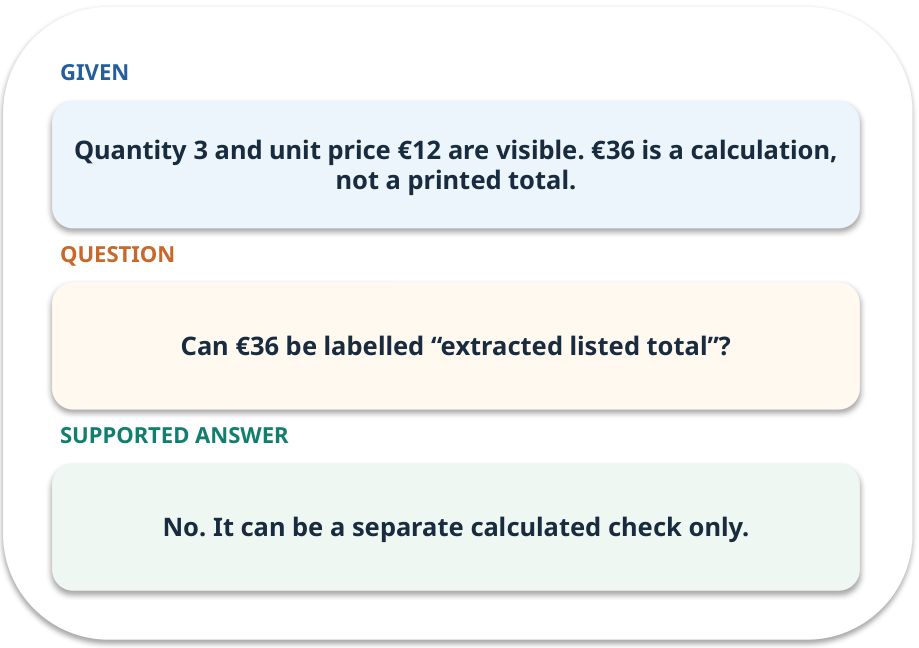 GIVEN
Quantity 3 and unit price €12 are visible. €36 is a calculation,
not a printed total.
QUESTION
Can €36 be labelled “extracted listed total”?
SUPPORTED ANSWER
No. It can be a separate calculated check only.